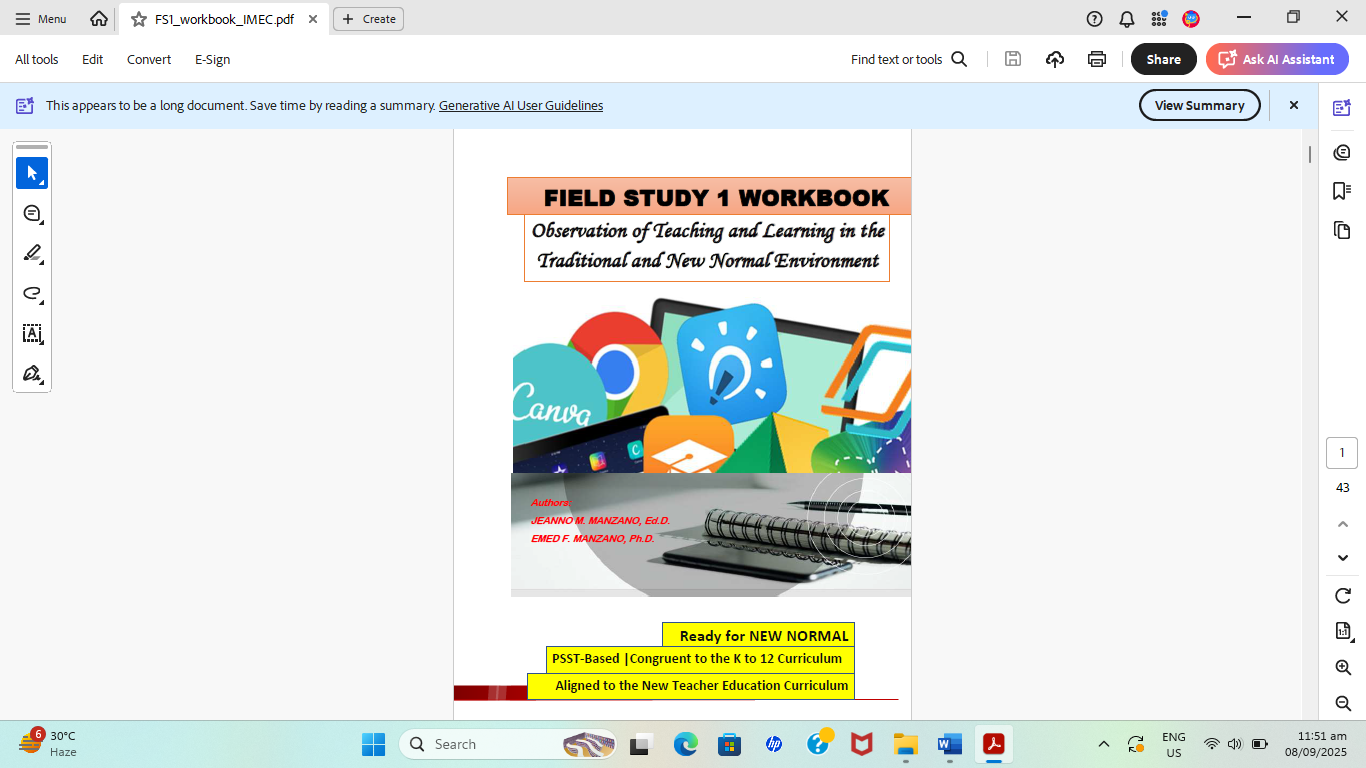 Menu
FS1_workbook_IMEC.pdf
Create
All tools
Edit
Convert
E-Sign
Find text or tools
Share
Ask AI Assistant
This appears to be a long document. Save time by reading a summary. Generative AI User Guidelines
View Summary
FIELD STUDY 1 WORKBOOK
Observation of Teaching and Learning in the
Traditional and New Normal Environment
Canva
Authors:
JEANNO M. MANZANO, Ed.D.
EMED F. MANZANO, Ph.D.
Ready for NEW NORMAL
PSST-Based |Congruent to the K to 12 Curriculum
Aligned to the New Teacher Education Curriculum
1
43
1:1
6
30°C
Haze
Search
hp
ENG
US
11:51 am
08/09/2025